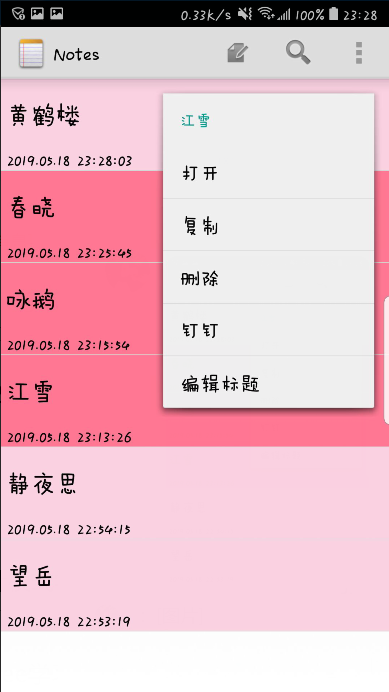 0.33K/s 100% 23:28
Notes
黄鹤楼
2019.05.18 23:28:03
春晓
2019.05.18 23:25:45
咏鹅
2019.05.18 23:15:54
江雪
2019.05.18 23:13:26
静夜思
2019.05.18 22:54:15
望岳
2019.05.18 22:53:19
江雪
打开
复制
删除
钉钉
编辑标题